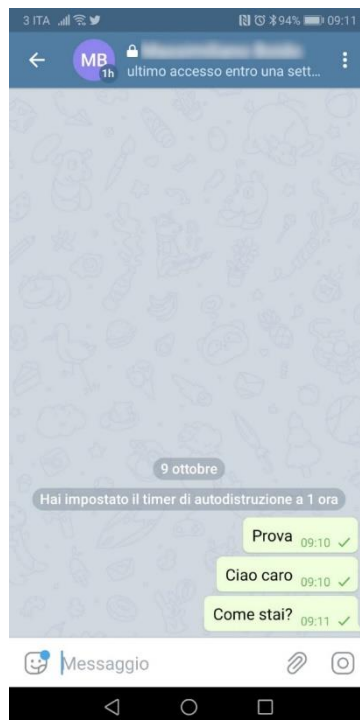 3 ITA 94% 09:11
MB
1h
ultimo accesso entro una sett...
9 ottobre
Hai impostato il timer di autodistruzione a 1 ora
Prova 09:10
Ciao caro 09:10
Come stai? 09:11
Messaggio